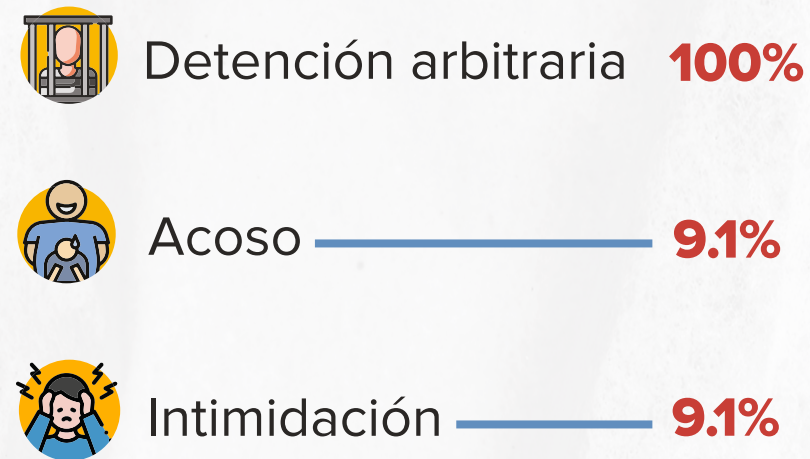 Detención arbitraria 100%
Acoso 9.1%
Intimidación 9.1%